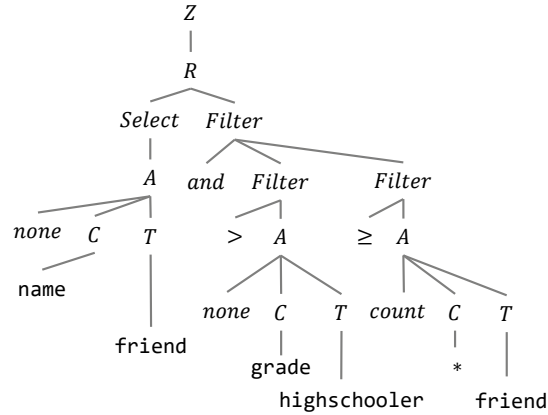 Z
R
Select Filter
A and Filter Filter
none C T > A ≥ A
name
none C T count C T
friend
grade *
highschooler friend